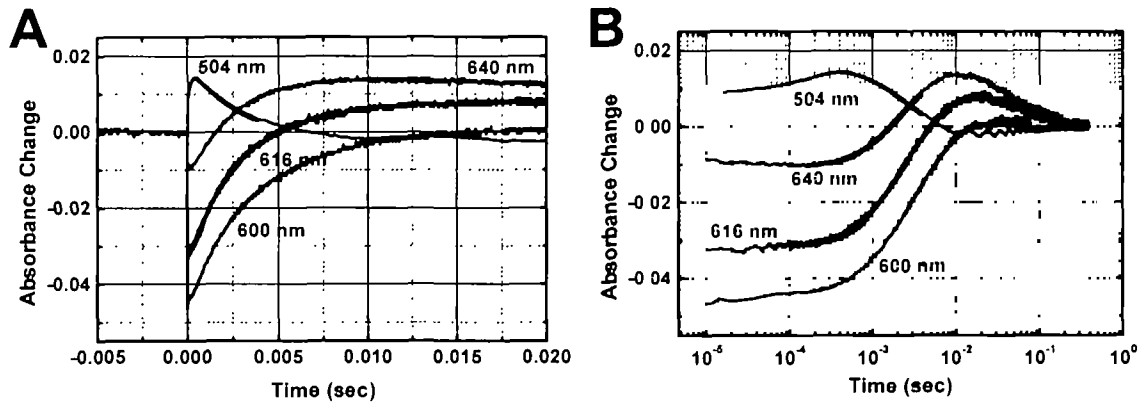 A
Absorbance Change
0.02
0.00
-0.02
-0.04
504 nm
640 nm
616 nm
600 nm
-0.005
0.000
0.005
0.010
0.015
0.020
Time (sec)
B
Absorbance Change
0.02
0.00
-0.02
-0.04
504 nm
640 nm
616 nm
600 nm
10⁻⁵
10⁻⁴
10⁻³
10⁻²
10⁻¹
10⁰
Time (sec)